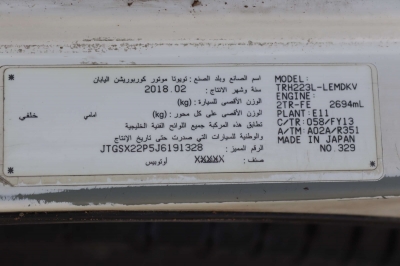 اسم الصانع وبلد الصنع : تويوتا موتور كوربوريشن اليابان
سنة وشهر الانتاج : 2018.02
الوزن الأقصى للسيارة : (kg)
الوزن الأقصى على كل محور : (kg) امامي خلفي
تطابق هذه المركبة جميع اللوائح الفنية الخليجية
والوطنية للسيارات التي صدرت حتى تاريخ الإنتاج
الرقم المميز : JTGSX22P5J6191328
صنف : XXXXX أوتوبيس
MODEL:
TRH223L-LEMDKV
ENGINE:
2TR-FE 2694mL
PLANT: E11
C/TR: 058/FY13
A/TM: A02A/R351
MADE IN JAPAN
NO.329